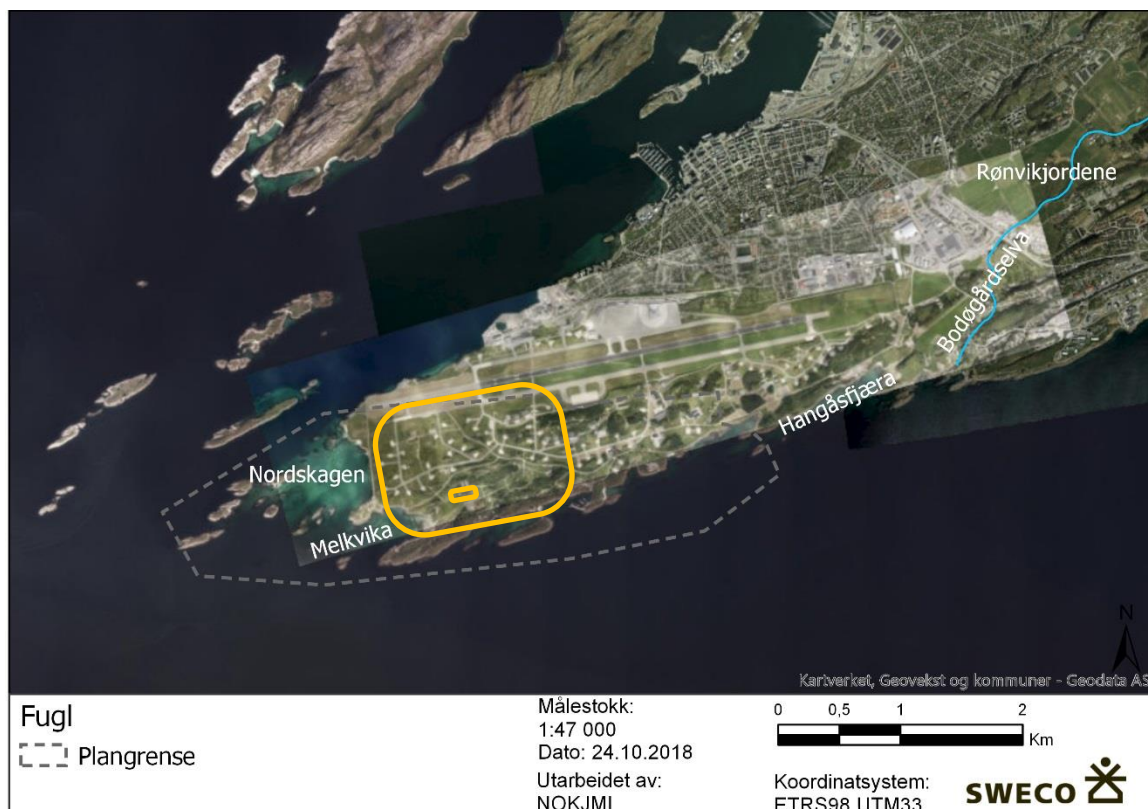 Rønvikjordene
Bodøgårdselva
Hangåsfjæra
Nordskagen
Melkvika
N
Kartverket, Geovekst og kommuner - Geodata AS
Fugl
Plangrense
Målestokk:
1:47 000
Dato: 24.10.2018
Utarbeidet av:
NOKJMI
0 0,5 1 2
Km
Koordinatsystem:
ETRS98 UTM33
SWECO